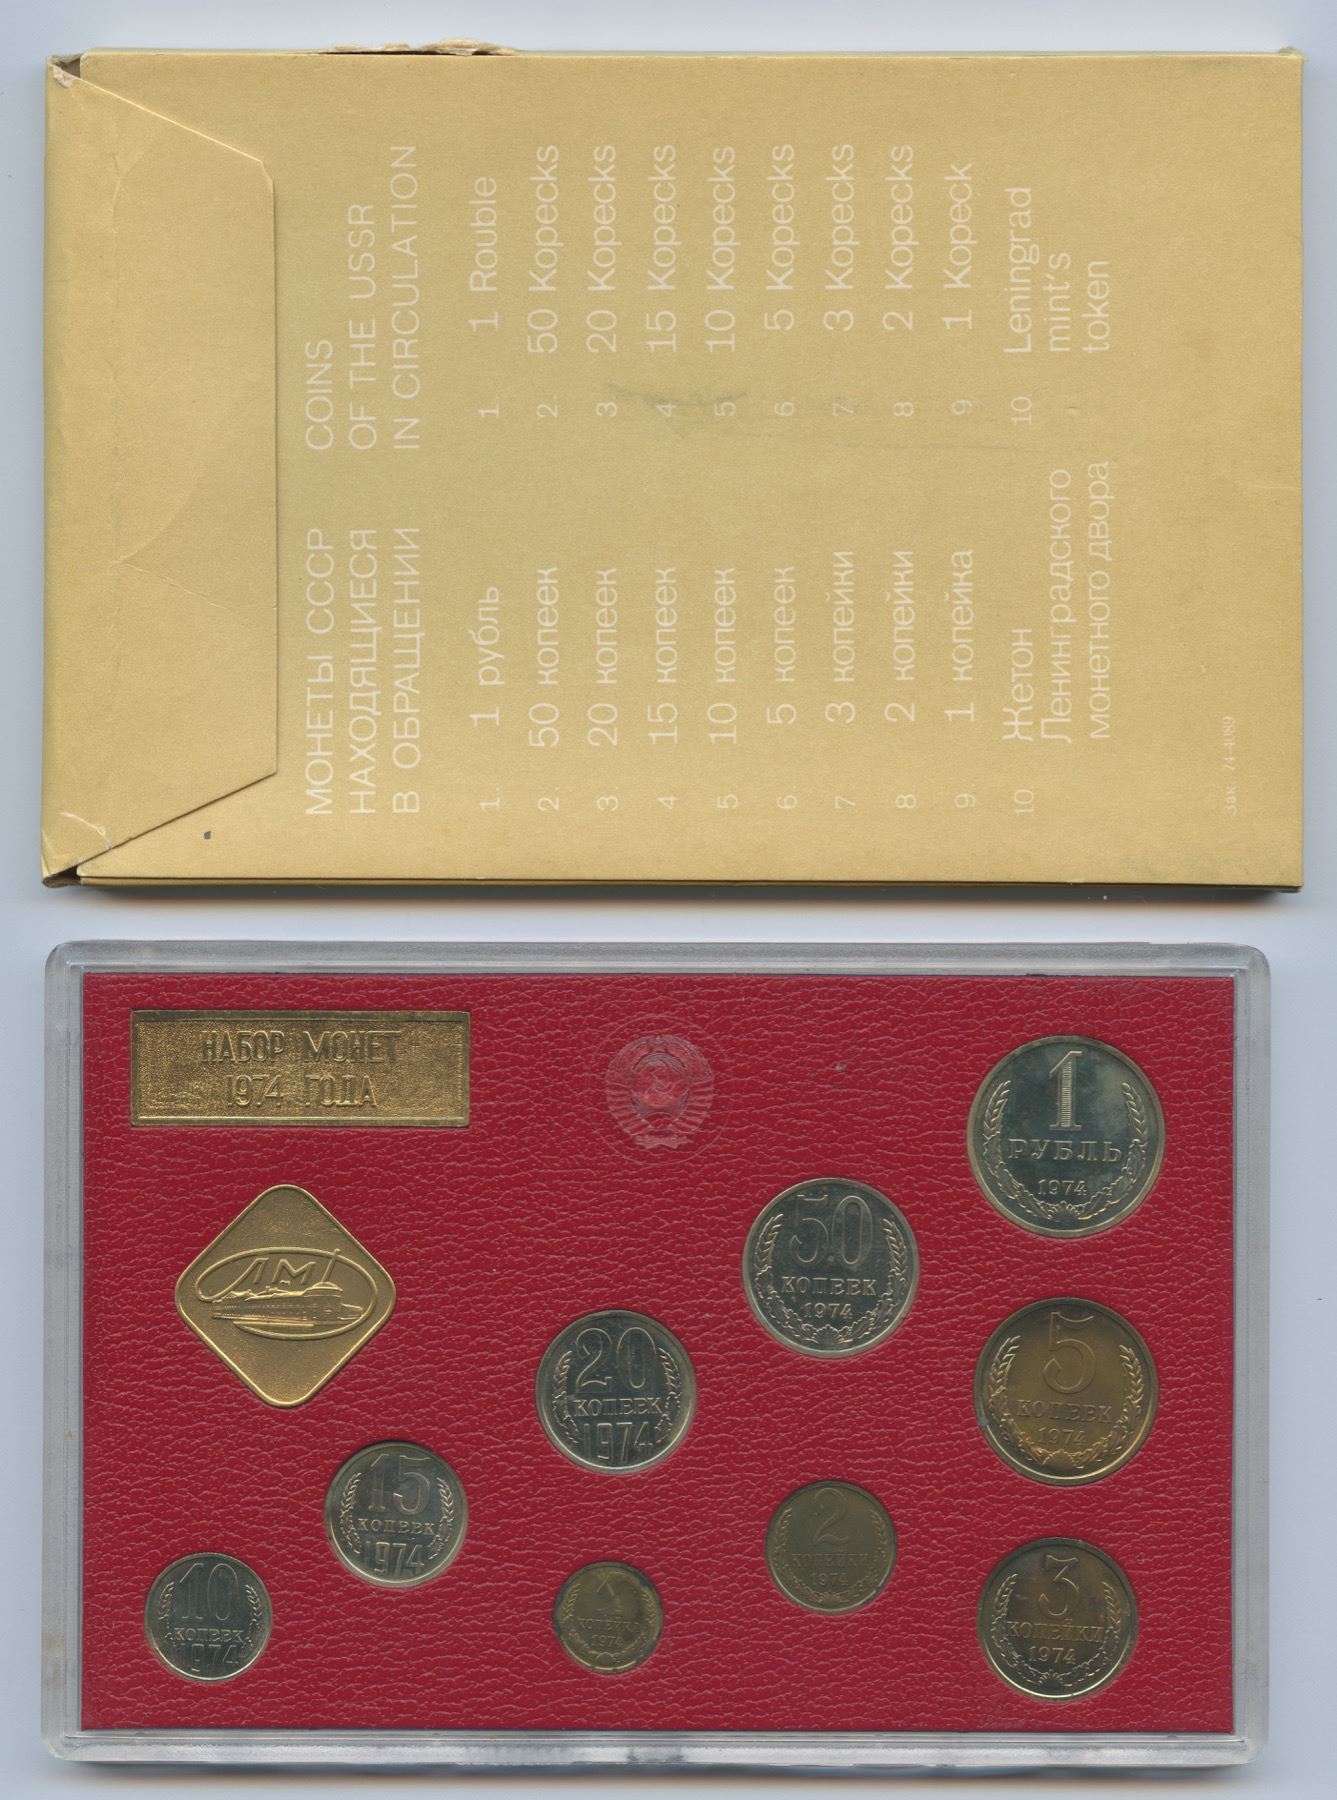 МОНЕТЫ СССР
НАХОДЯЩИЕСЯ
В ОБРАЩЕНИИ
1. 1 рубль
2. 50 копеек
3. 20 копеек
4 15 копеек
5 10 копеек
6. 5 копеек
7 3 копейки
8 2 копейки
9. 1 копейка
10. Жетон
Ленинградского
монетного двора
Зак. 74-4089
COINS
OF THE USSR
IN CIRCULATION
1. 1 Rouble
2. 50 Kopecks
3 20 Kopecks
4 15 Kopecks
5 10 Kopecks
6 5 Kopecks
7 3 Kopecks
8 2 Kopecks
9 1 Kopeck
10 Leningrad
mint's
token
НАБОР МОНЕТ
1974 ГОДА
ЛМД
1
РУБЛЬ
1974
50
КОПЕЕК
1974
20
КОПЕЕК
1974
5
КОПЕЕК
1974
15
КОПЕЕК
1974
2
КОПЕЙКИ
1974
10
КОПЕЕК
1974
1
КОПЕЙКА
1974
3
КОПЕЙКИ
1974